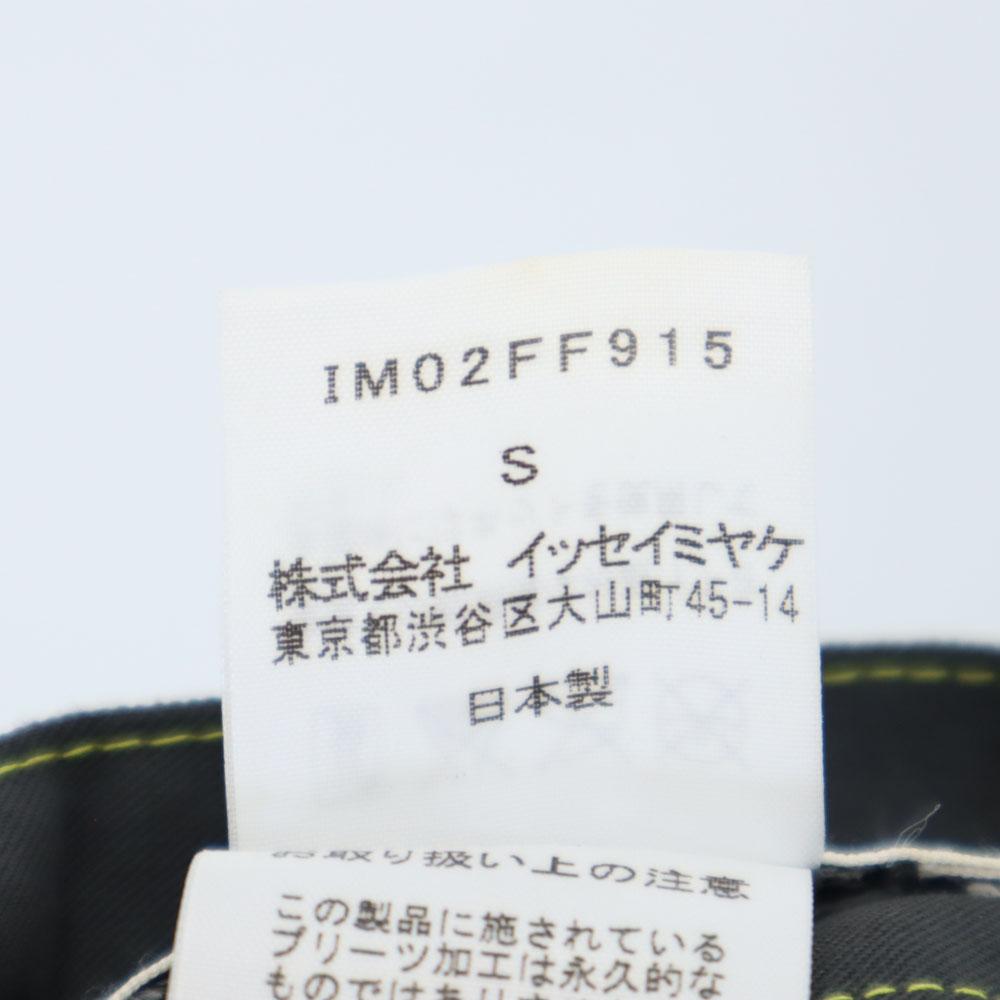 IM02FF915
S
株式会社 イッセイミヤケ
東京都渋谷区大山町45-14
日本製
お取り扱い上の注意
この製品に施されている
プリーツ加工は永久的な
ものではあり